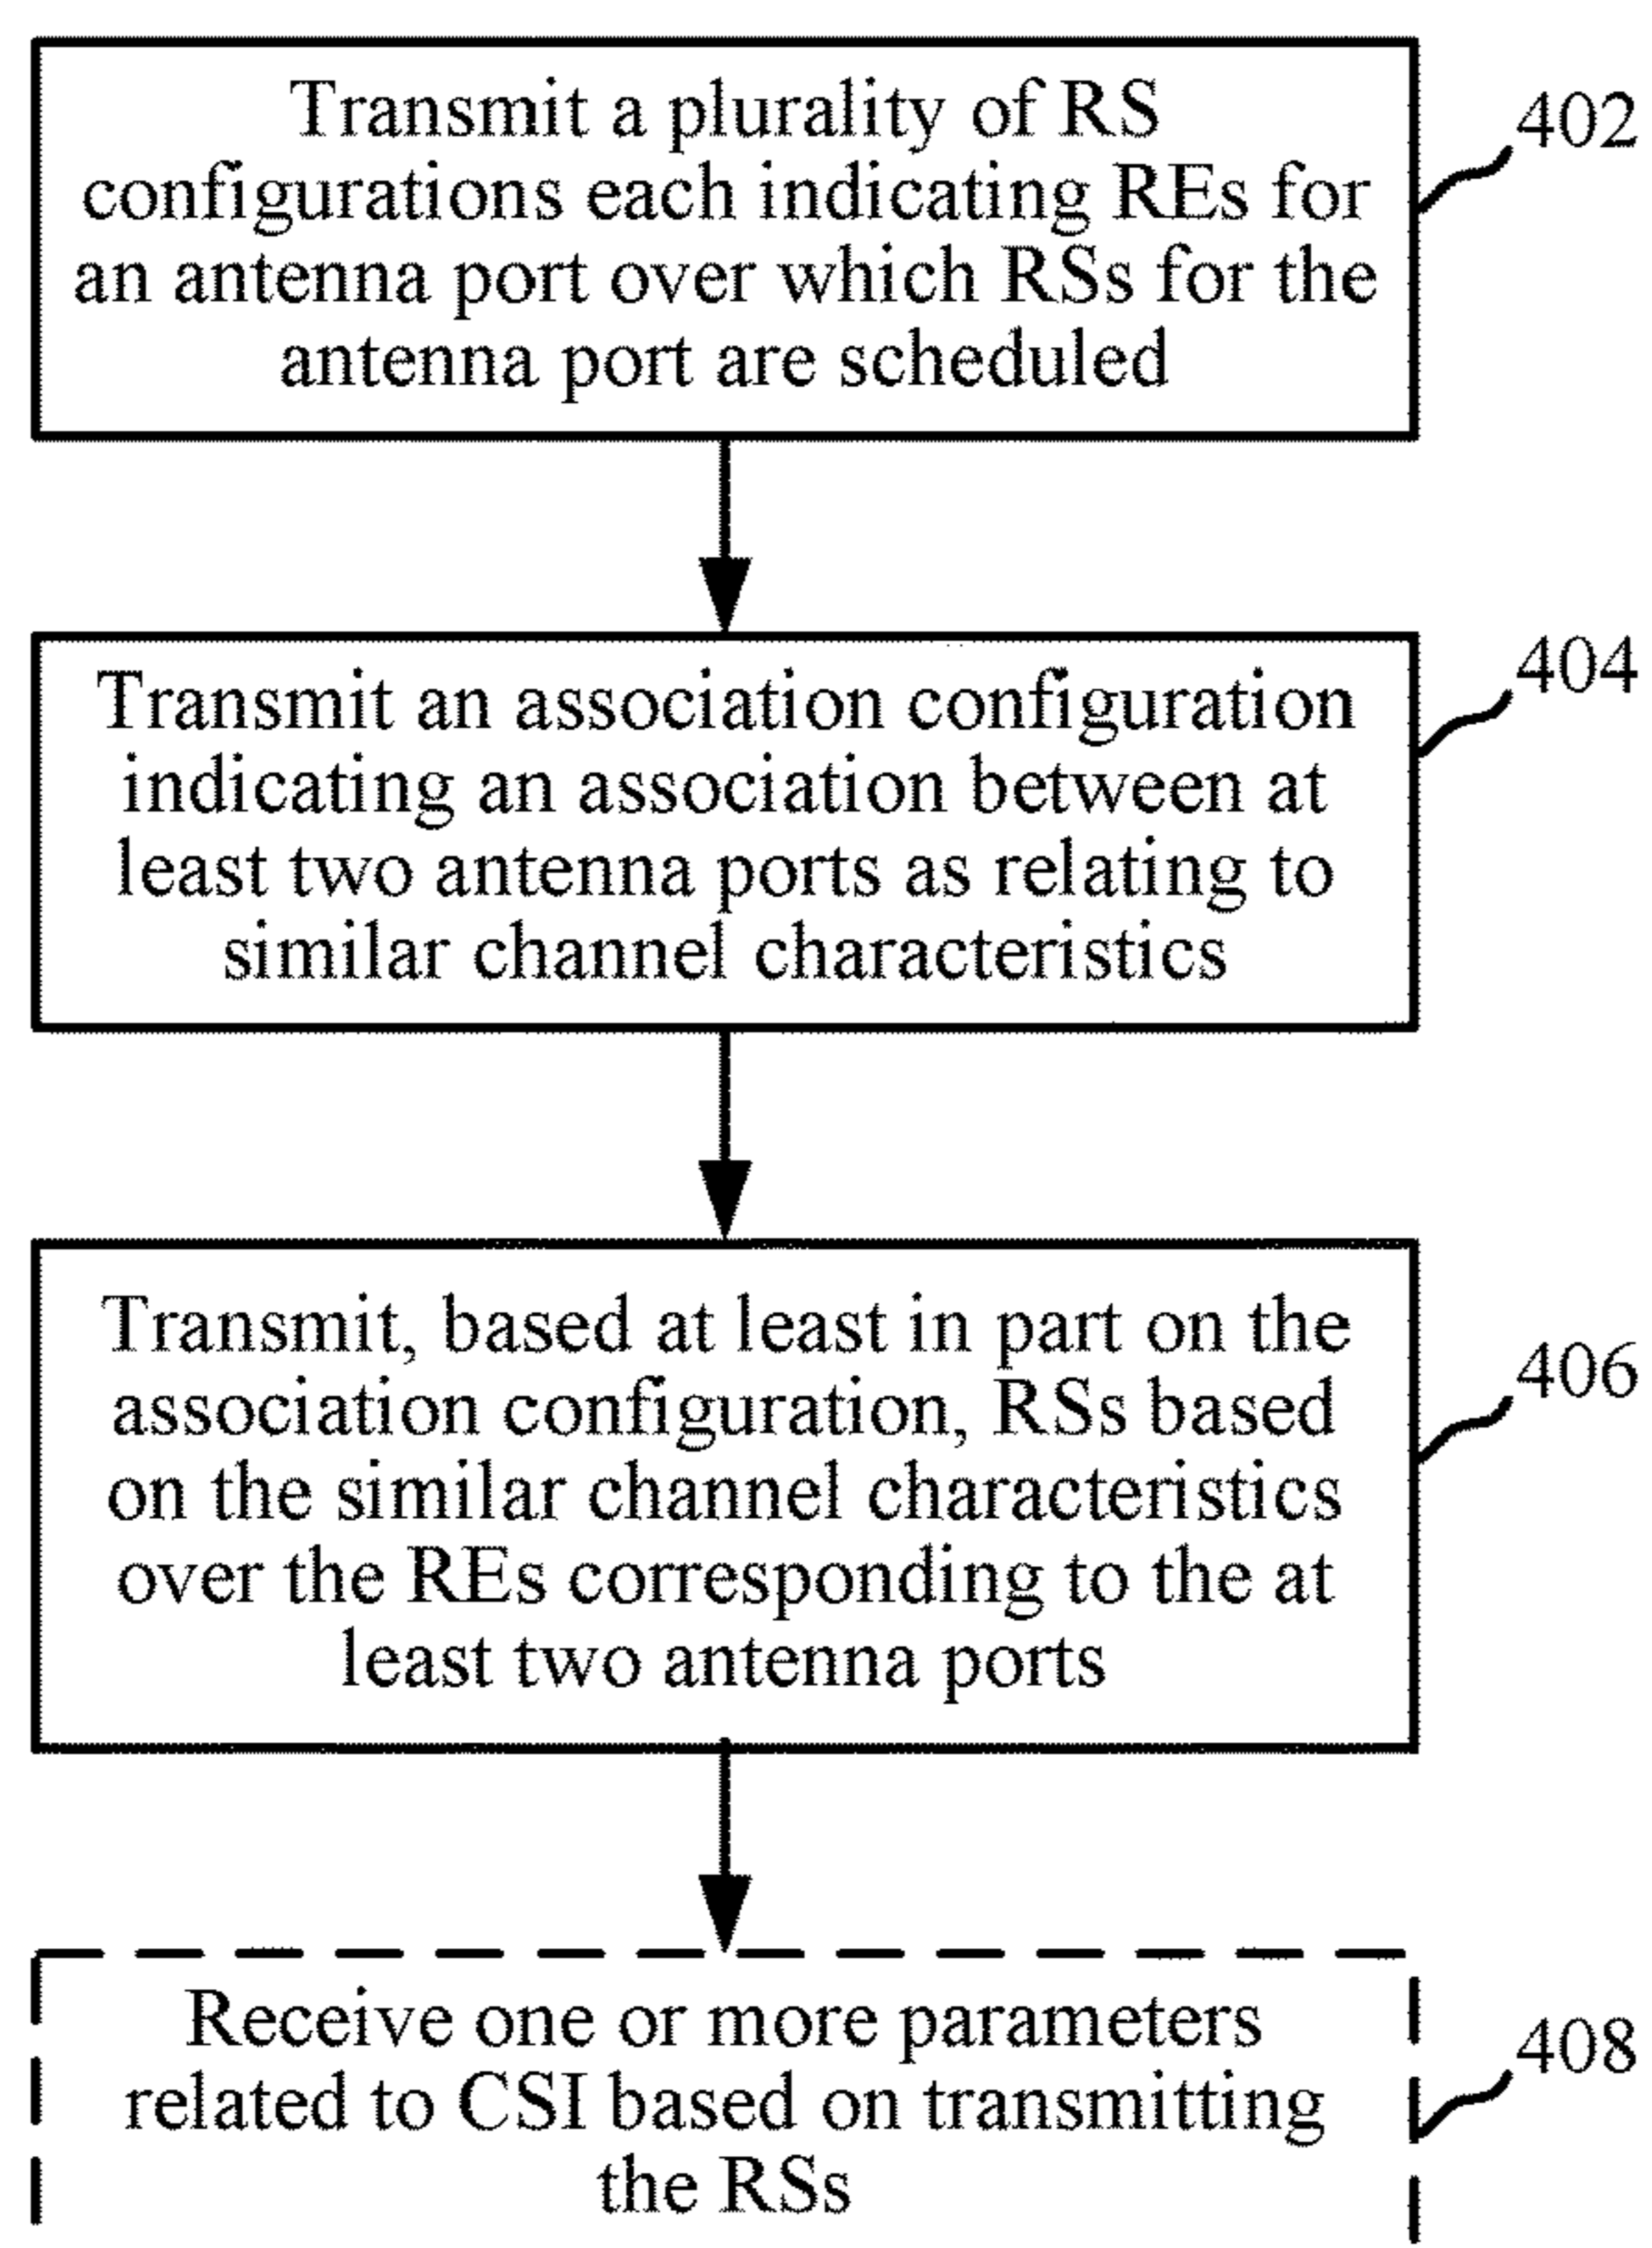 Transmit a plurality of RS
configurations each indicating REs for
an antenna port over which RSs for the
antenna port are scheduled
402
Transmit an association configuration
indicating an association between at
least two antenna ports as relating to
similar channel characteristics
404
Transmit, based at least in part on the
association configuration, RSs based
on the similar channel characteristics
over the REs corresponding to the at
least two antenna ports
406
Receive one or more parameters
related to CSI based on transmitting
the RSs
408